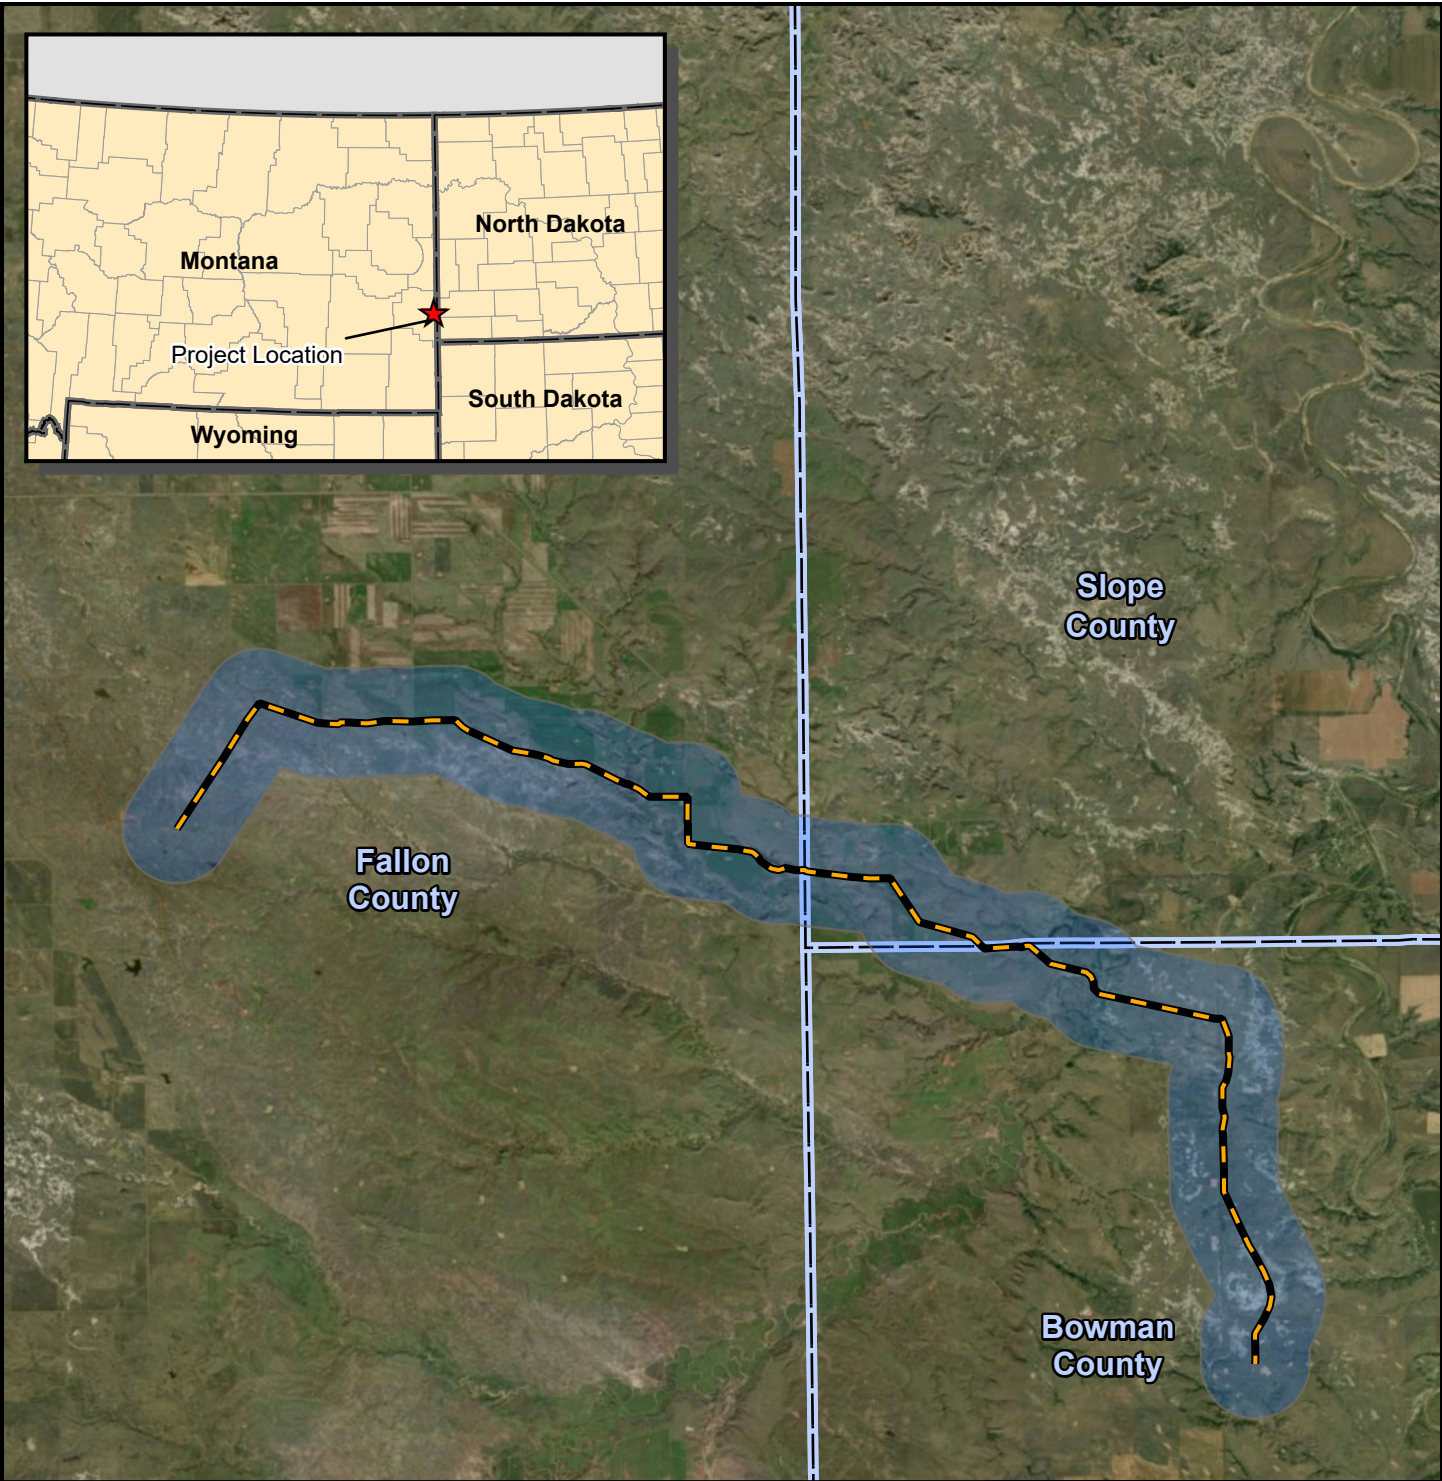 North Dakota
Montana
Project Location
South Dakota
Wyoming
Slope
County
Fallon
County
Bowman
County